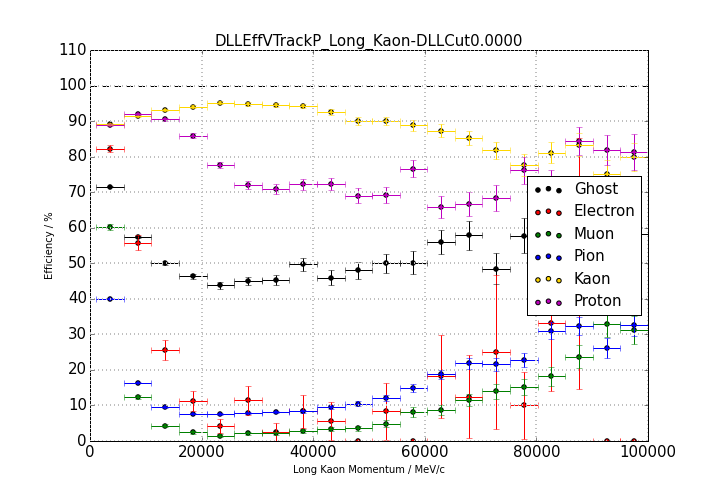 DLLEffVTrackP_Long_Kaon-DLLCut0.0000
110
100
90
80
70
60
50
40
30
20
10
0
Efficiency / %
Ghost
Electron
Muon
Pion
Kaon
Proton
0 20000 40000 60000 80000 100000
Long Kaon Momentum / MeV/c